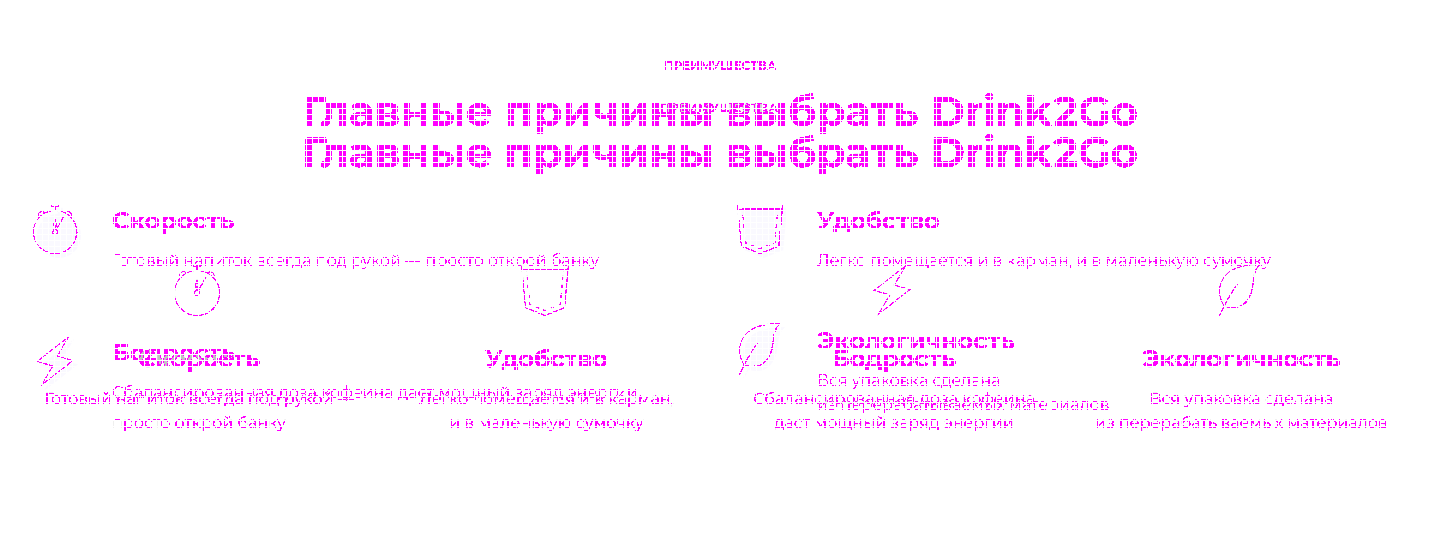 ПРЕИМУЩЕСТВА
ПРЕИМУЩЕСТВА
Главные причины выбрать Drink2Go
Главные причины выбрать Drink2Go
Скорость
Готовый напиток всегда под рукой — просто открой банку
Удобство
Легко помещается и в карман, и в маленькую сумочку
Бодрость
Сбалансированная доза кофеина даст мощный заряд энергии
Экологичность
Вся упаковка сделана
из перерабатываемых материалов
Скорость
Готовый напиток всегда под рукой —
просто открой банку
Удобство
Легко помещается и в карман,
и в маленькую сумочку
Бодрость
Сбалансированная доза кофеина
даст мощный заряд энергии
Экологичность
Вся упаковка сделана
из перерабатываемых материалов